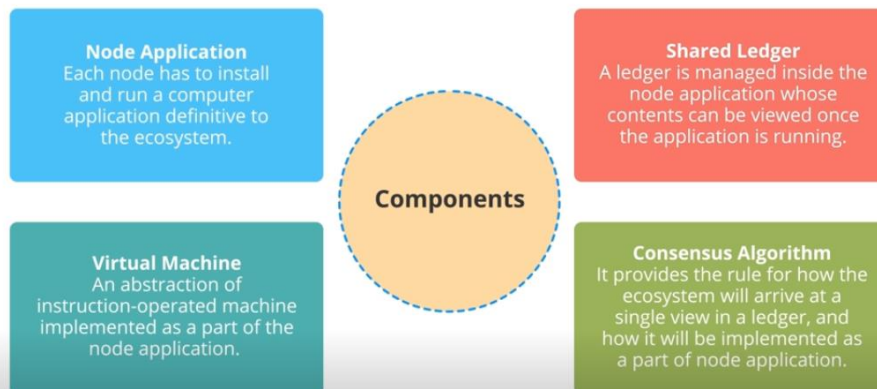 Node Application
Each node has to install
and run a computer
application definitive to
the ecosystem.
Shared Ledger
A ledger is managed inside the
node application whose
contents can be viewed once
the application is running.
Components
Virtual Machine
An abstraction of
instruction-operated machine
implemented as a part of the
node application.
Consensus Algorithm
It provides the rule for how the
ecosystem will arrive at a
single view in a ledger, and
how it will be implemented as
a part of node application.